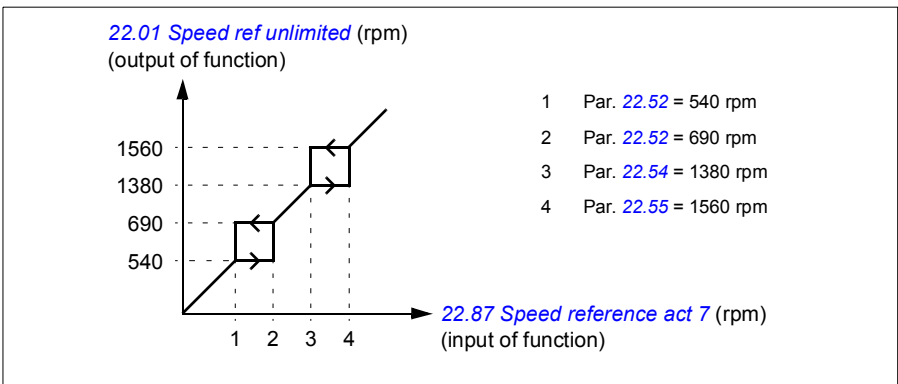 22.01 Speed ref unlimited (rpm)
(output of function)
1 Par. 22.52 = 540 rpm
2 Par. 22.52 = 690 rpm
3 Par. 22.54 = 1380 rpm
4 Par. 22.55 = 1560 rpm
1560
1380
690
540
1 2 3 4
22.87 Speed reference act 7 (rpm)
(input of function)